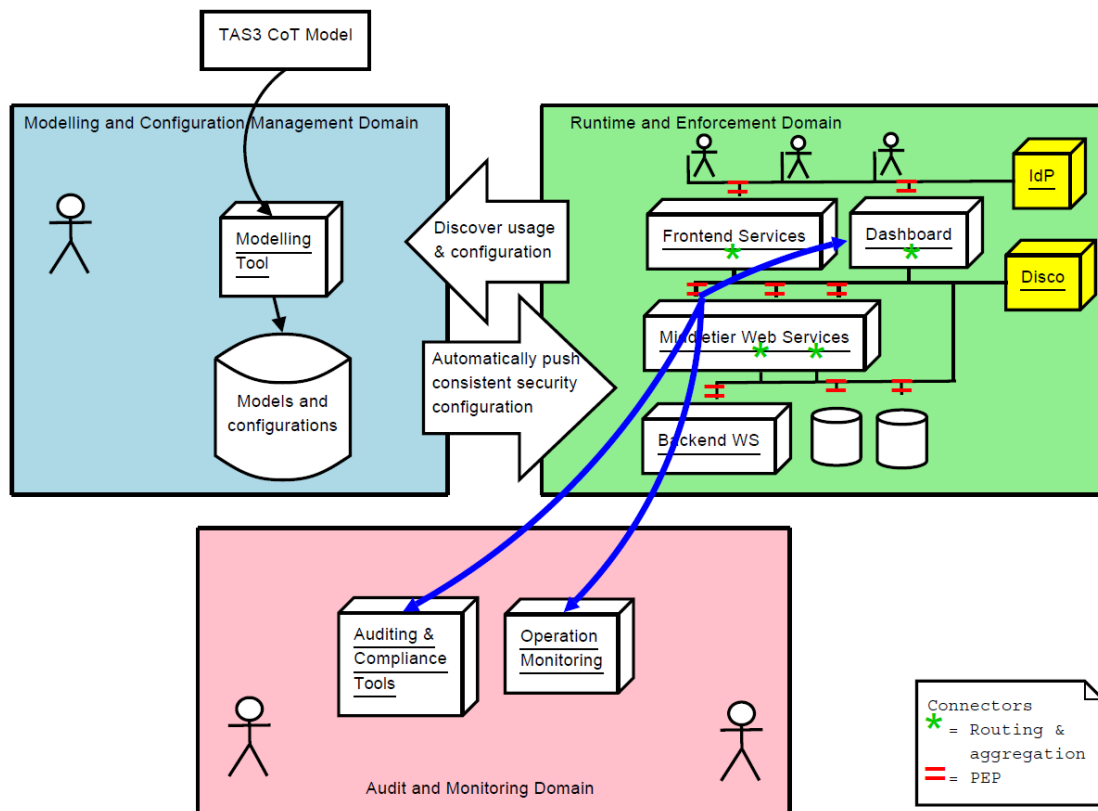 TAS3 CoT Model
Modelling and Configuration Management Domain
Modelling
Tool
Models and
configurations
Discover usage
& configuration
Automatically push
consistent security
configuration
Runtime and Enforcement Domain
IdP
Frontend Services
*
Dashboard
*
Disco
Mindletier Web Services
* *
Backend WS
Auditing &
Compliance
Tools
Operation
Monitoring
Audit and Monitoring Domain
Connectors
* = Routing &
aggregation
= PEP